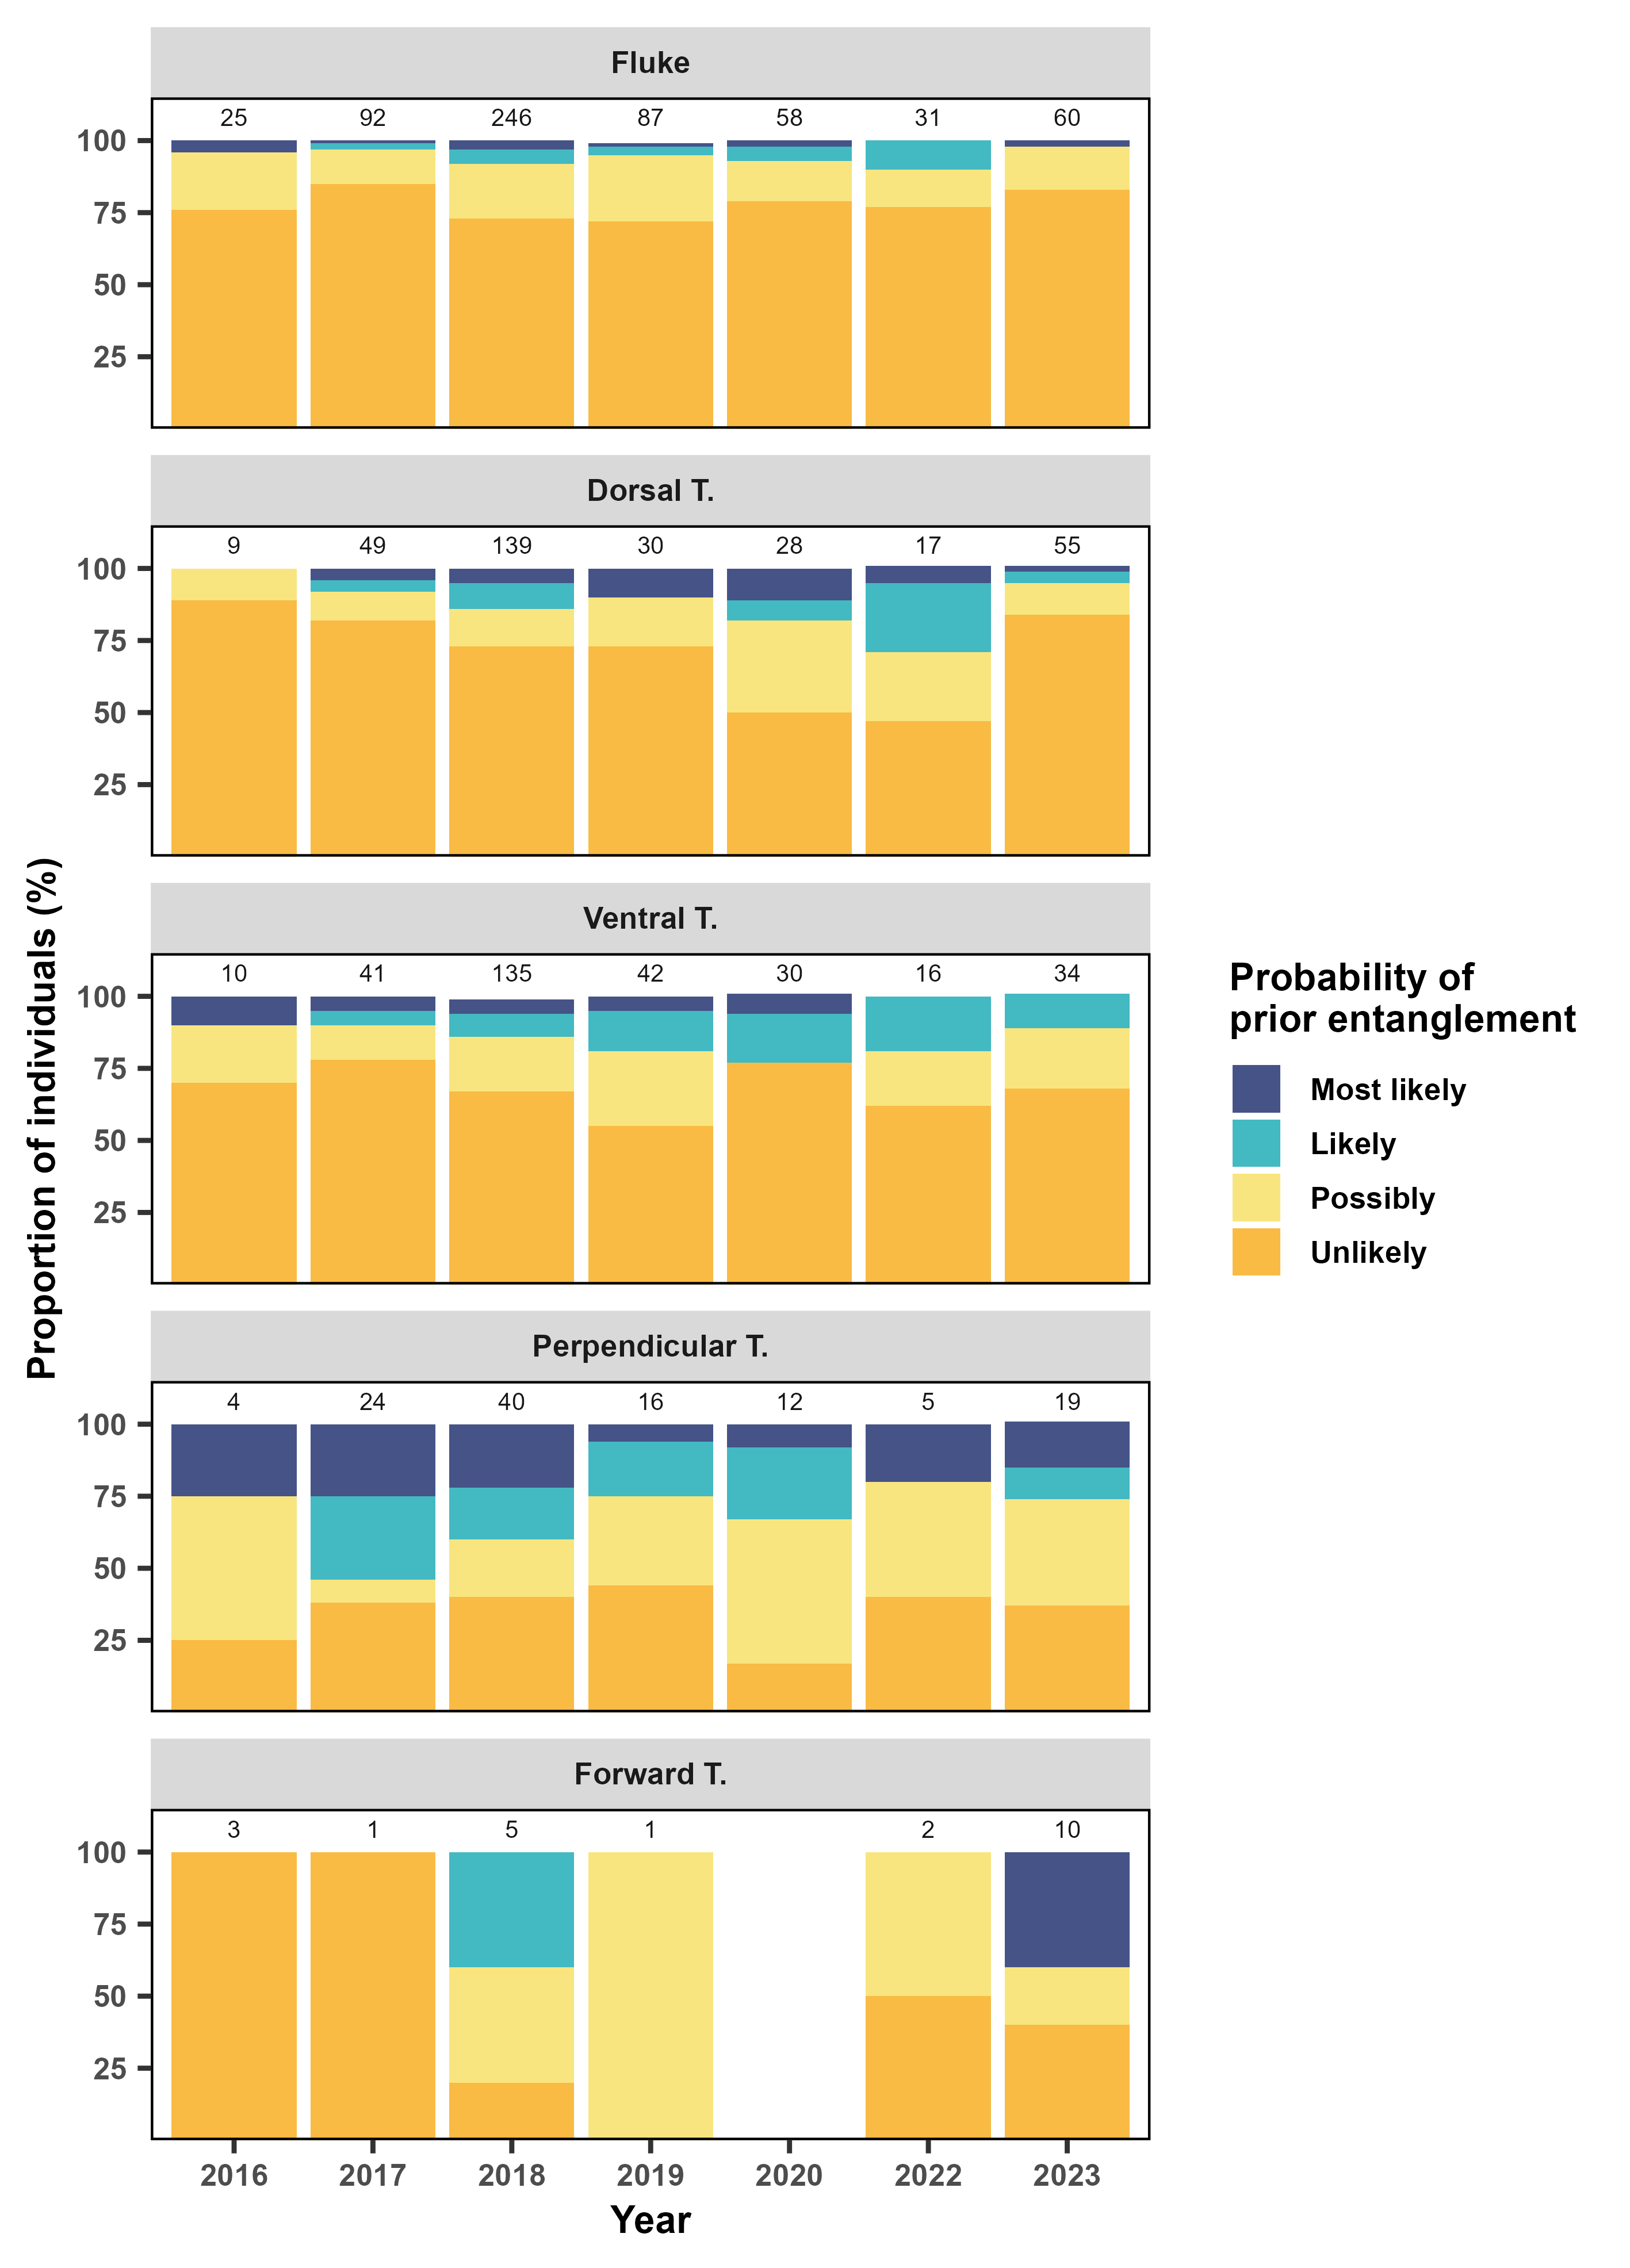 Fluke
25 92 246 87 58 31 60
100
75
50
25
Dorsal T.
9 49 139 30 28 17 55
100
75
50
25
Ventral T.
10 41 135 42 30 16 34
100
75
50
25
Perpendicular T.
4 24 40 16 12 5 19
100
75
50
25
Forward T.
3 1 5 1 2 10
100
75
50
25
2016 2017 2018 2019 2020 2022 2023
Year
Proportion of individuals (%)
Probability of
prior entanglement
Most likely
Likely
Possibly
Unlikely